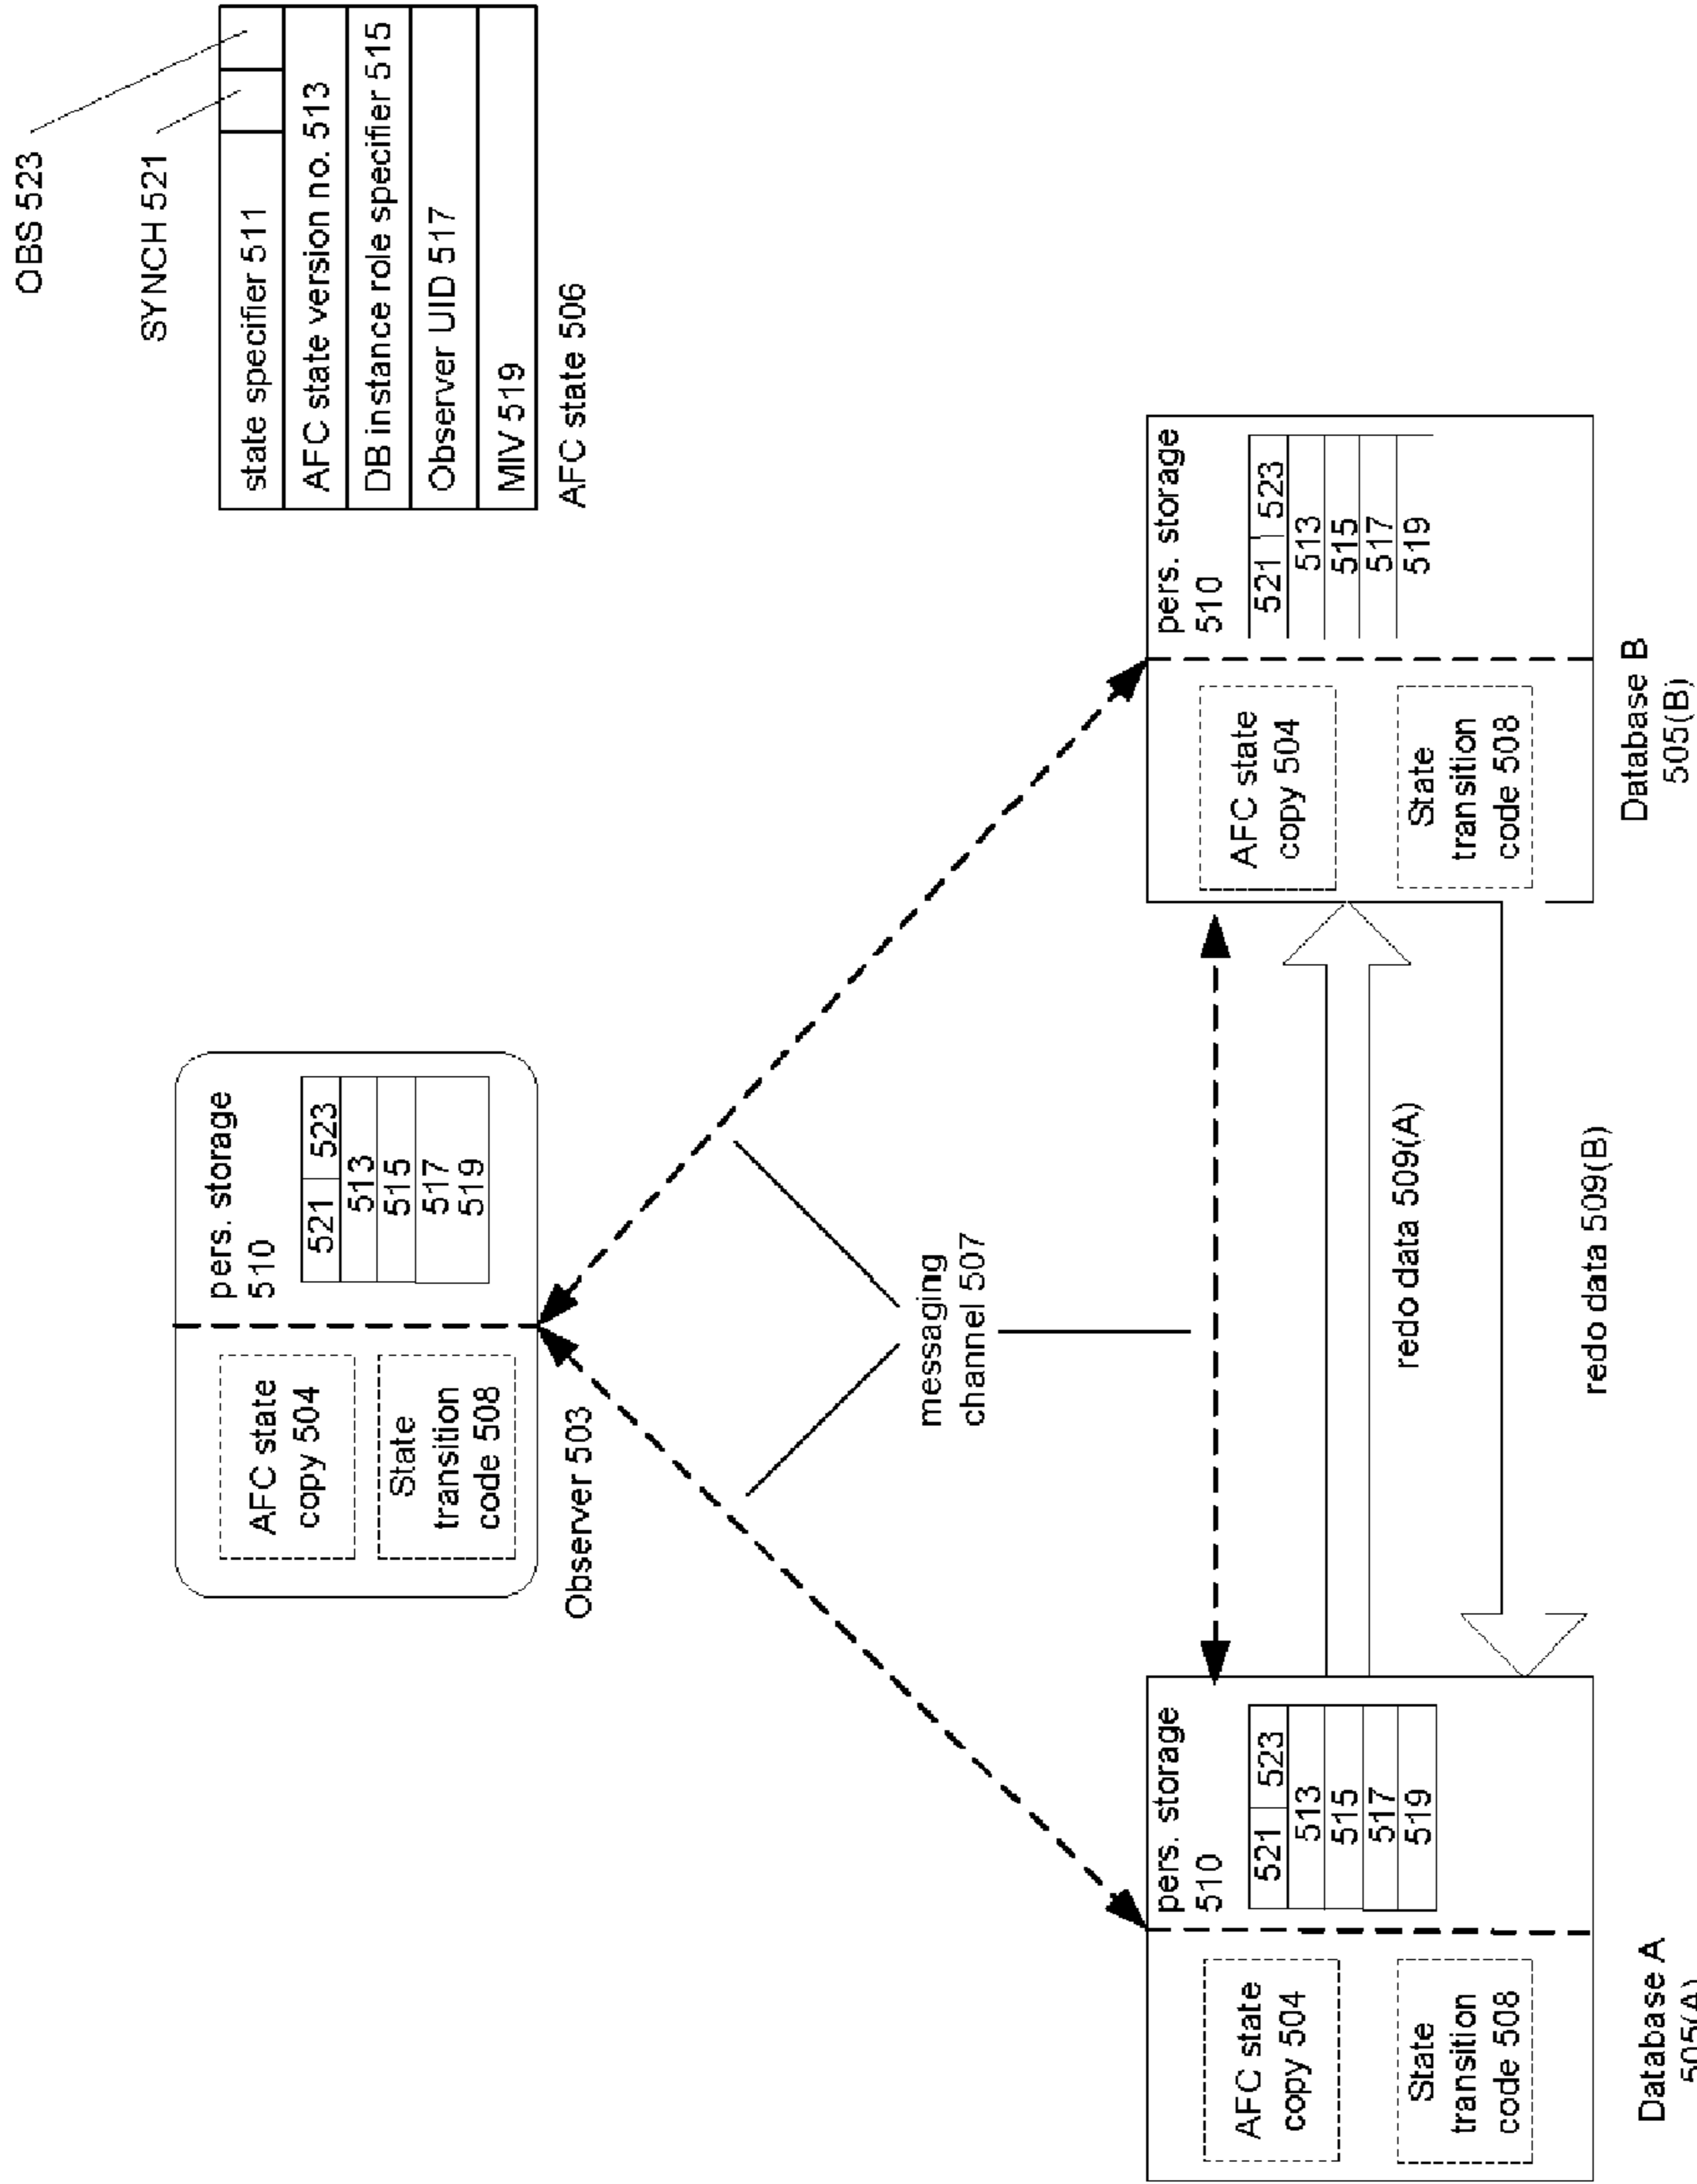 OBS 523
SYNCH 521
state specifier 511
AFC state version no. 513
DB instance role specifier 515
Observer UID 517
MIV 519
AFC state 506
AFC state
copy 504
State
transition
code 508
pers. storage
510
521 523
513
515
517
519
Observer 503
messaging
channel 507
AFC state
copy 504
State
transition
code 508
pers. storage
510
521 523
513
515
517
519
Database A
505(A)
redo data 509(A)
redo data 509(B)
AFC state
copy 504
State
transition
code 508
pers. storage
510
521 523
513
515
517
519
Database B
505(B)